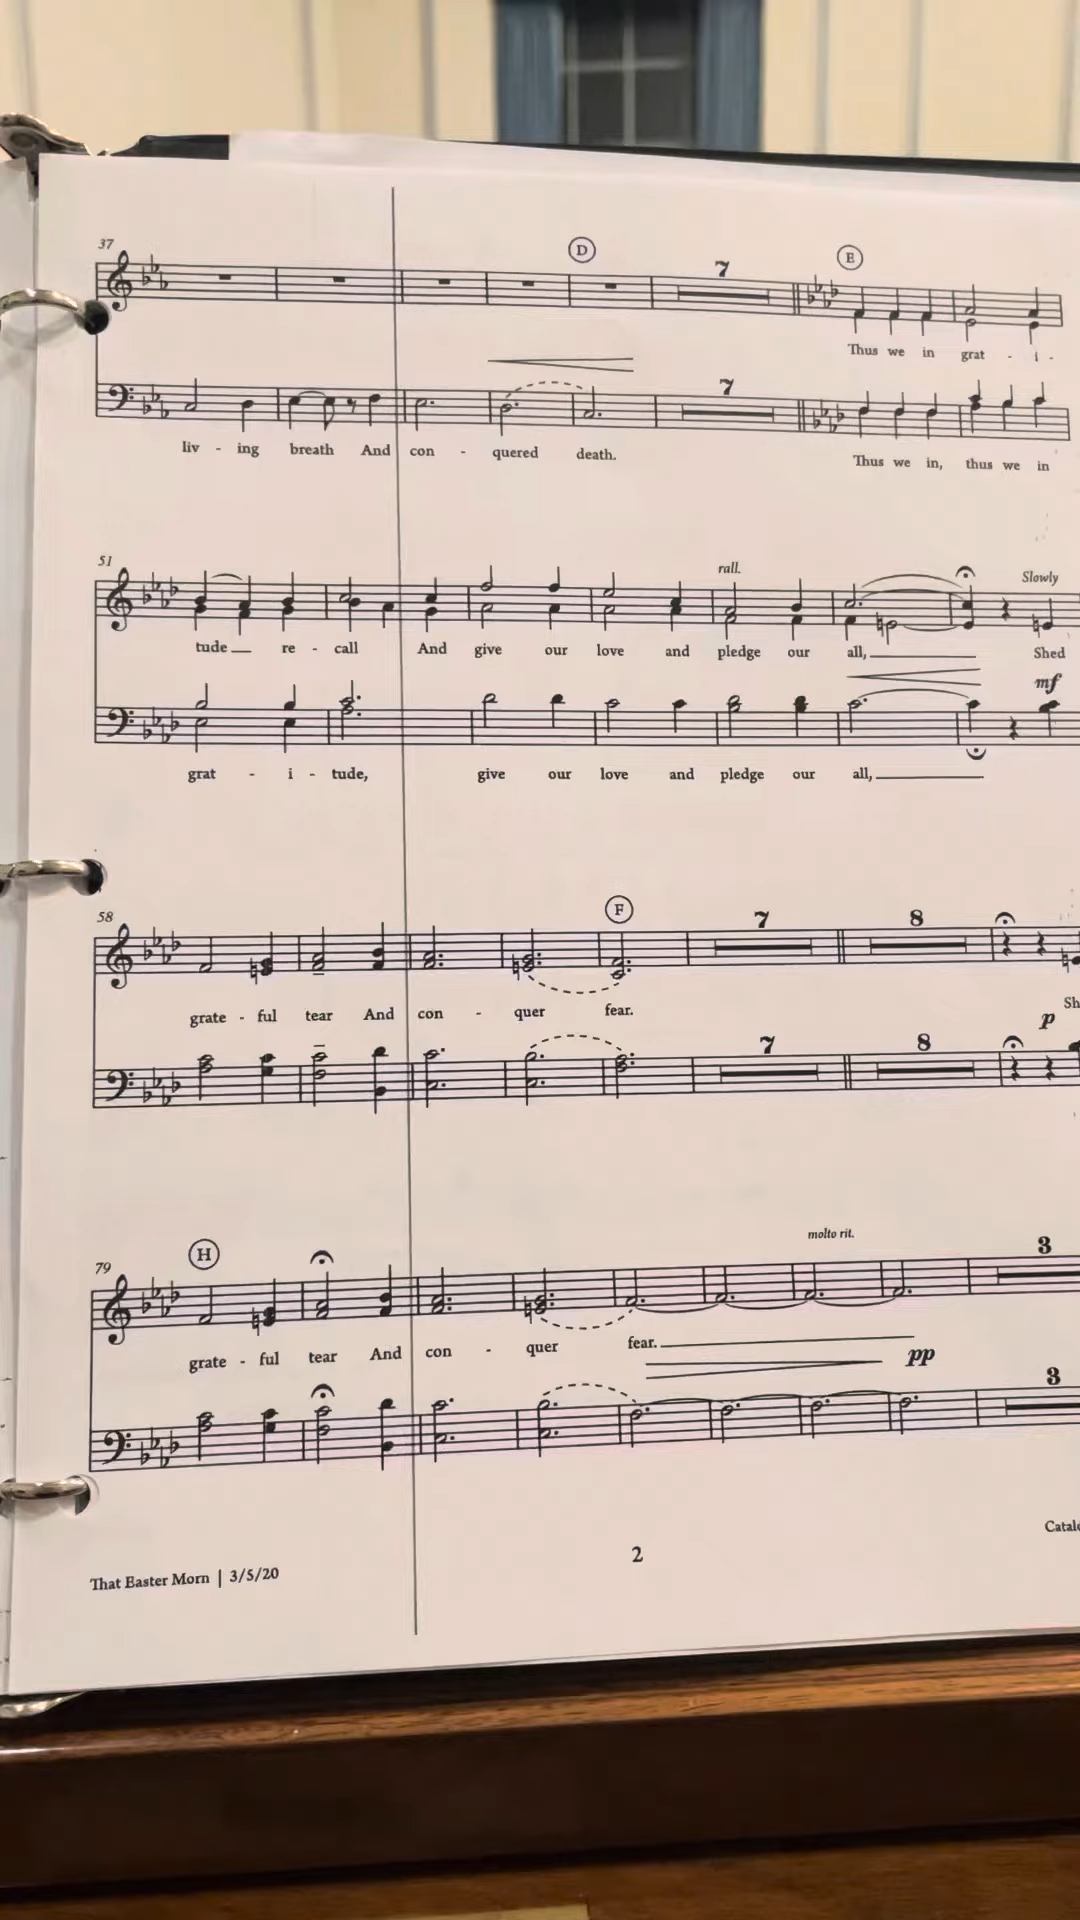 37
D
7
E
Thus we in grat - i -
7
liv - ing breath And con - quered death.
Thus we in, thus we in
51
rall.
Slowly
tude re - call And give our love and pledge our all, Shed
mf
grat - i - tude, give our love and pledge our all,
58
F
7
8
grate - ful tear And con - quer fear.
Sh
p
7
8
79
H
molto rit.
3
grate - ful tear And con - quer fear.
pp
3
Catalo
2
That Easter Morn | 3/5/20